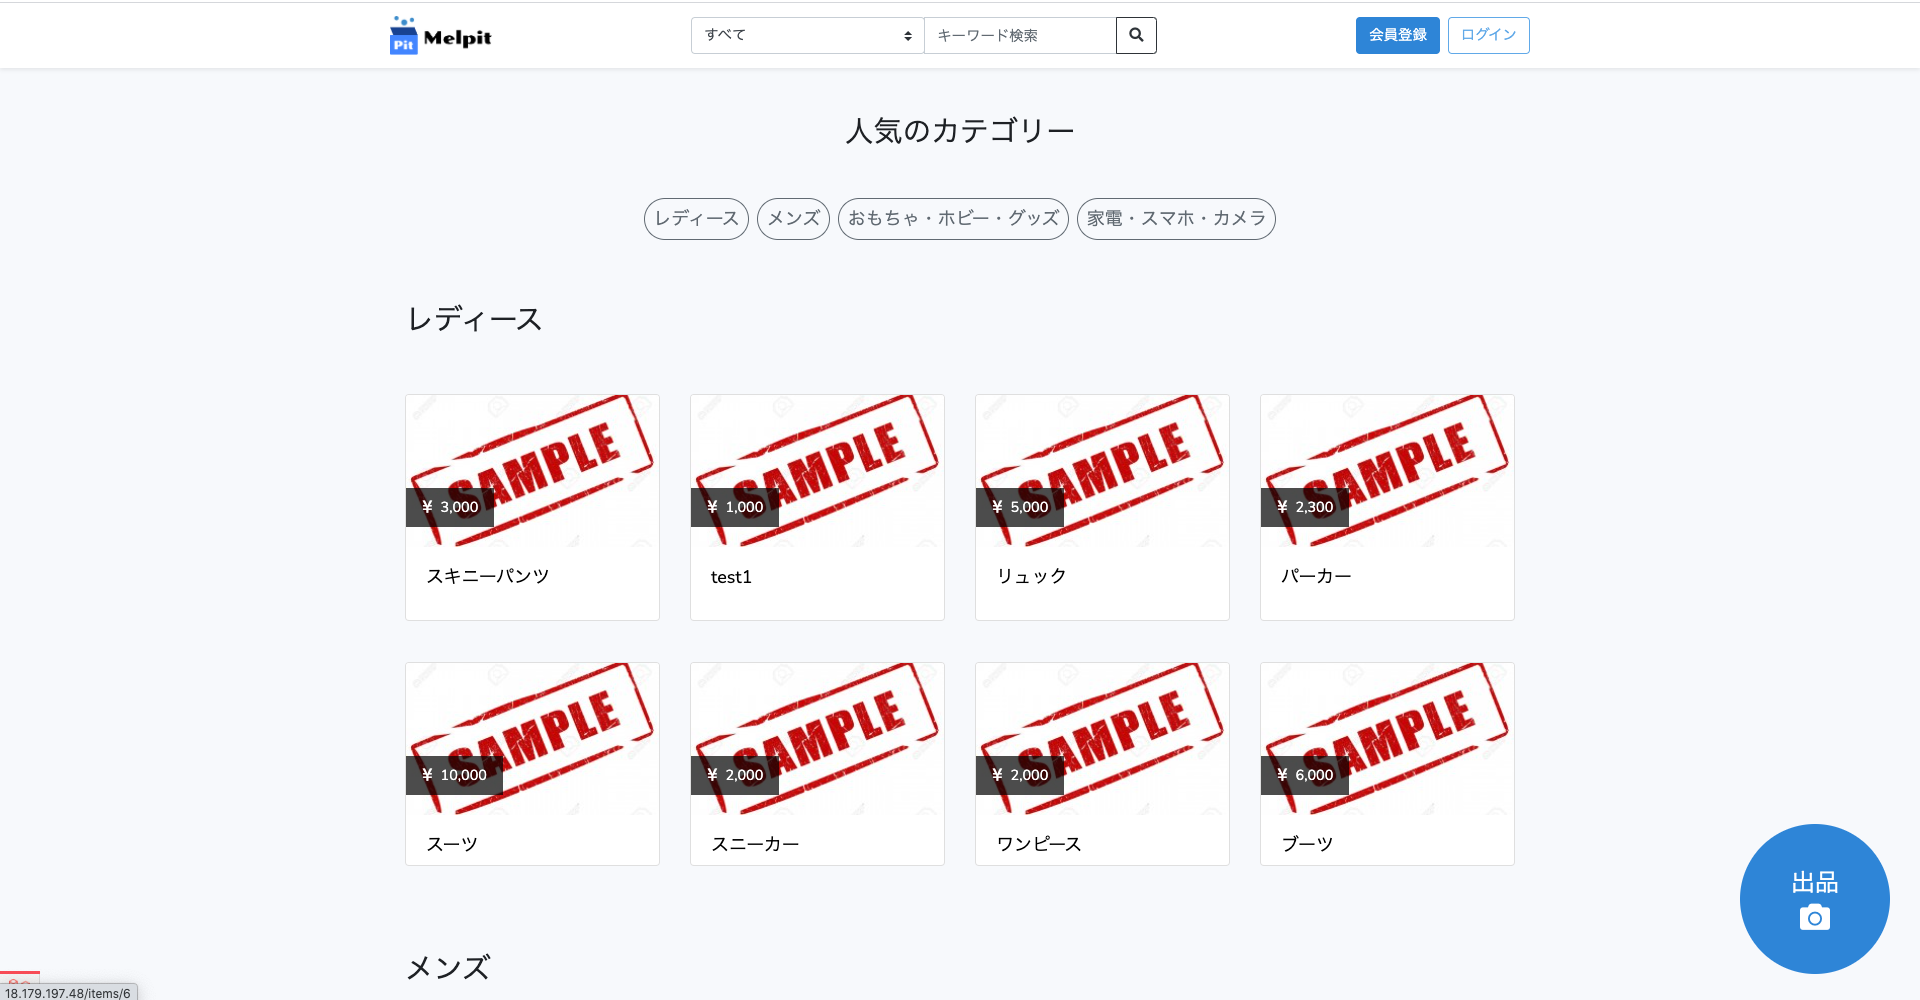 Pit Melpit
すべて
キーワード検索
会員登録
ログイン
人気のカテゴリー
レディース
メンズ
おもちゃ・ホビー・グッズ
家電・スマホ・カメラ
レディース
SAMPLE
SAMPLE
SAMPLE
SAMPLE
¥ 3,000
¥ 1,000
¥ 5,000
¥ 2,300
スキニーパンツ
test1
リュック
パーカー
SAMPLE
SAMPLE
SAMPLE
SAMPLE
¥ 10,000
¥ 2,000
¥ 2,000
¥ 6,000
スーツ
スニーカー
ワンピース
ブーツ
出品
メンズ
18.179.197.48/items/6